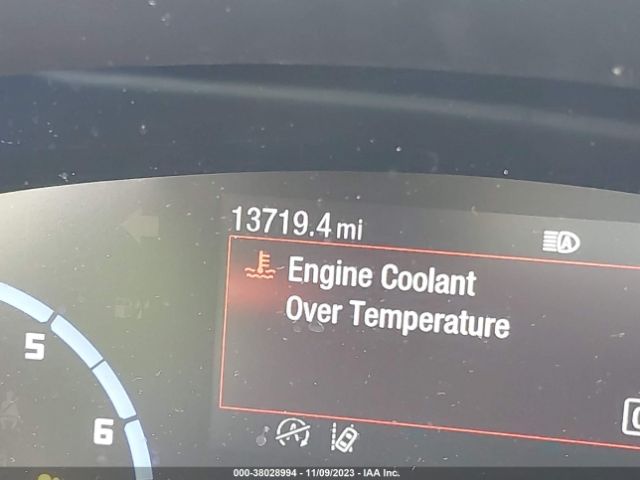 13719.4 mi
A
Engine Coolant
Over Temperature
5
6
A
000-38028994 - 11/09/2023 - IAA Inc.